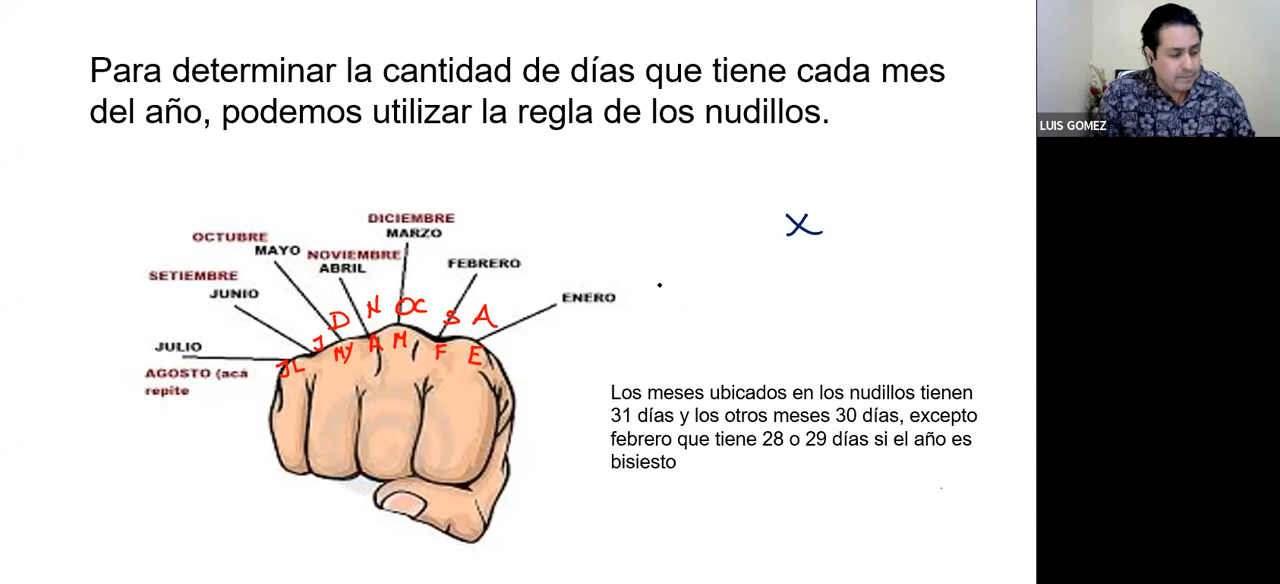 Para determinar la cantidad de días que tiene cada mes
del año, podemos utilizar la regla de los nudillos.
LUIS GOMEZ
DICIEMBRE
MARZO
OCTUBRE
MAYO
NOVIEMBRE
ABRIL
FEBRERO
SETIEMBRE
JUNIO
ENERO
JULIO
AGOSTO (acá
repite
D N OC S A
JL J MY A M F E
X
Los meses ubicados en los nudillos tienen
31 días y los otros meses 30 días, excepto
febrero que tiene 28 o 29 días si el año es
bisiesto